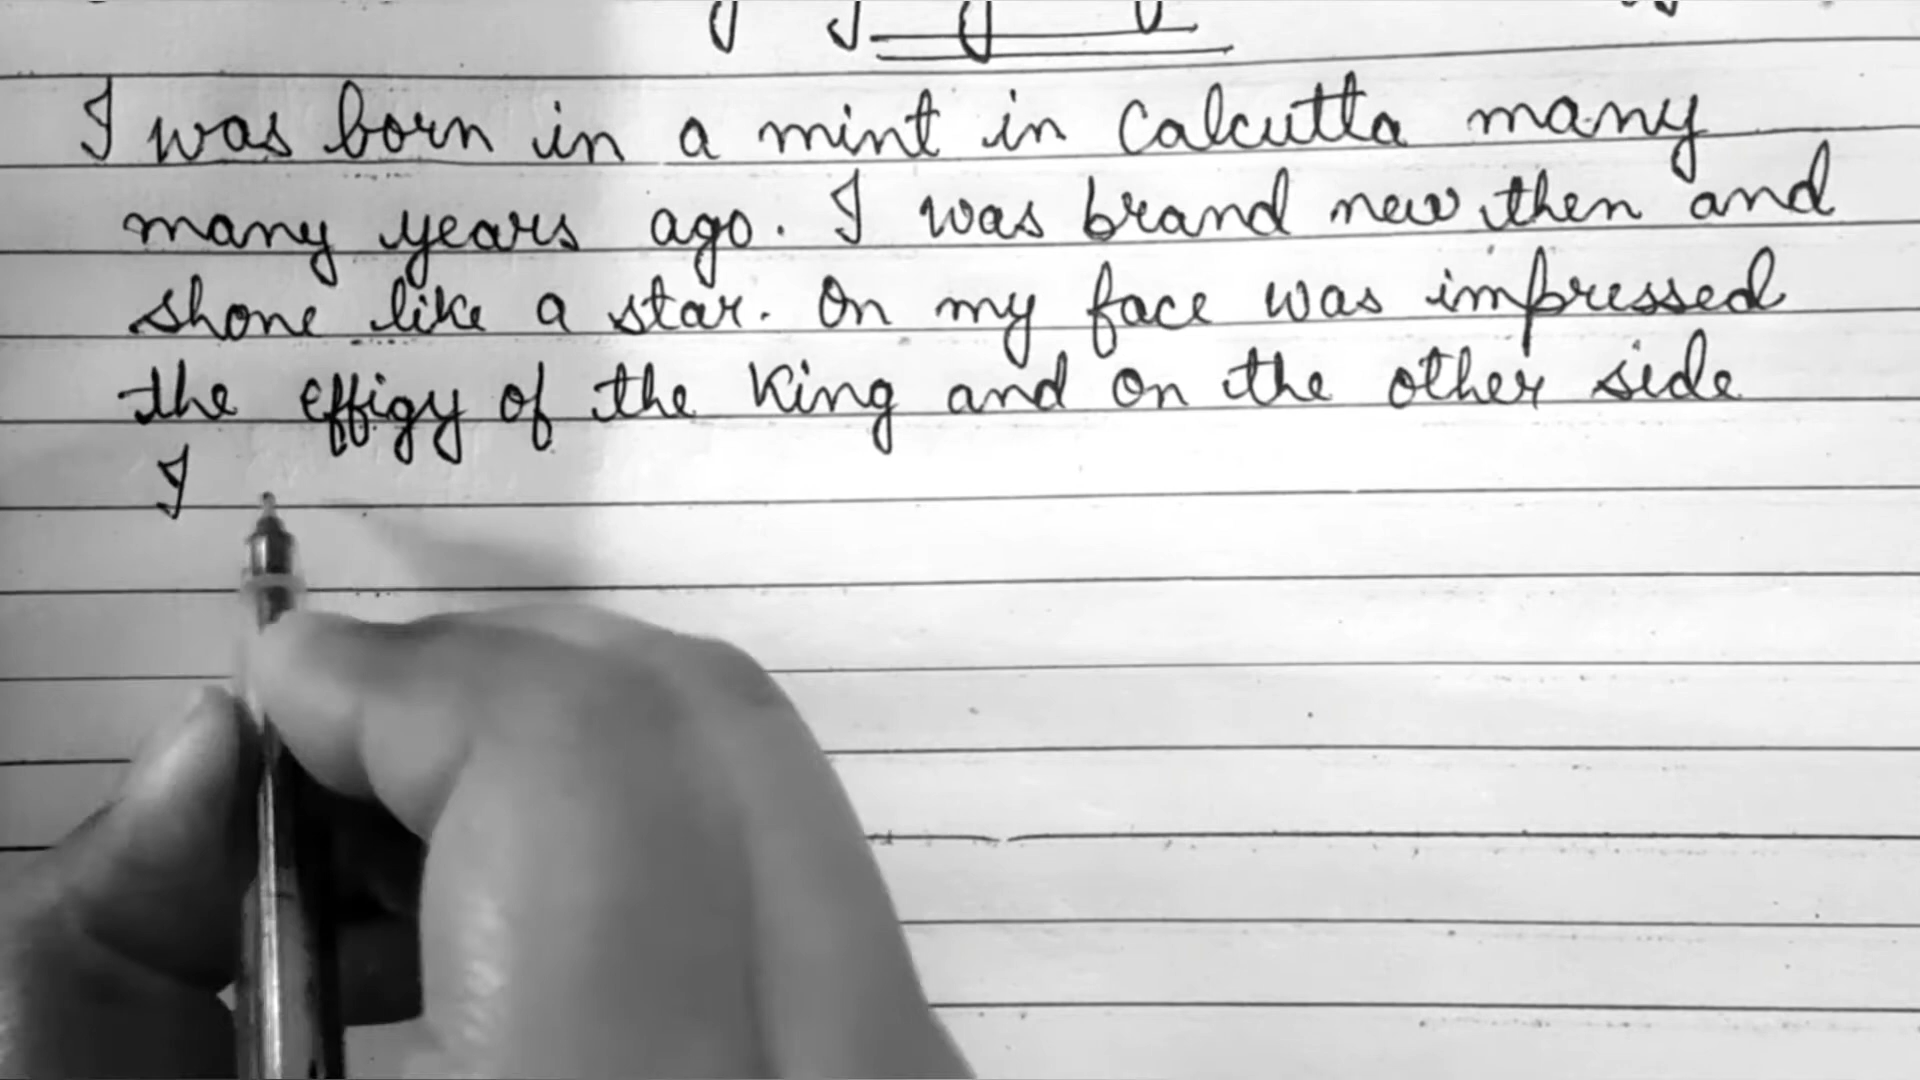 I was born in a mint in Calcutta many
many years ago. I was brand new then and
shone like a star. On my face was impressed
the effigy of the King and on the other side
I